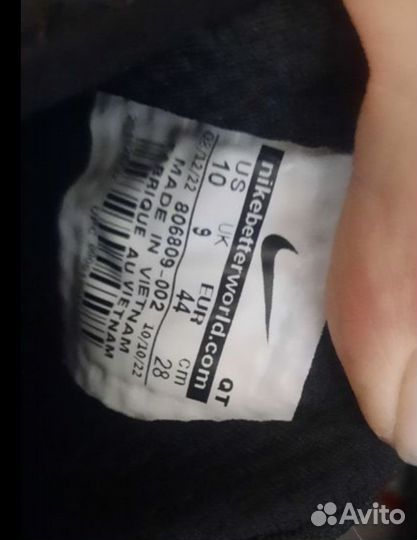 nikebetterworld.com QT
US UK EUR cm
10 9 44 28
08/12/22 806809-002 10/10/22
MADE IN VIETNAM
FABRIQUE AU VIETNAM
Avito